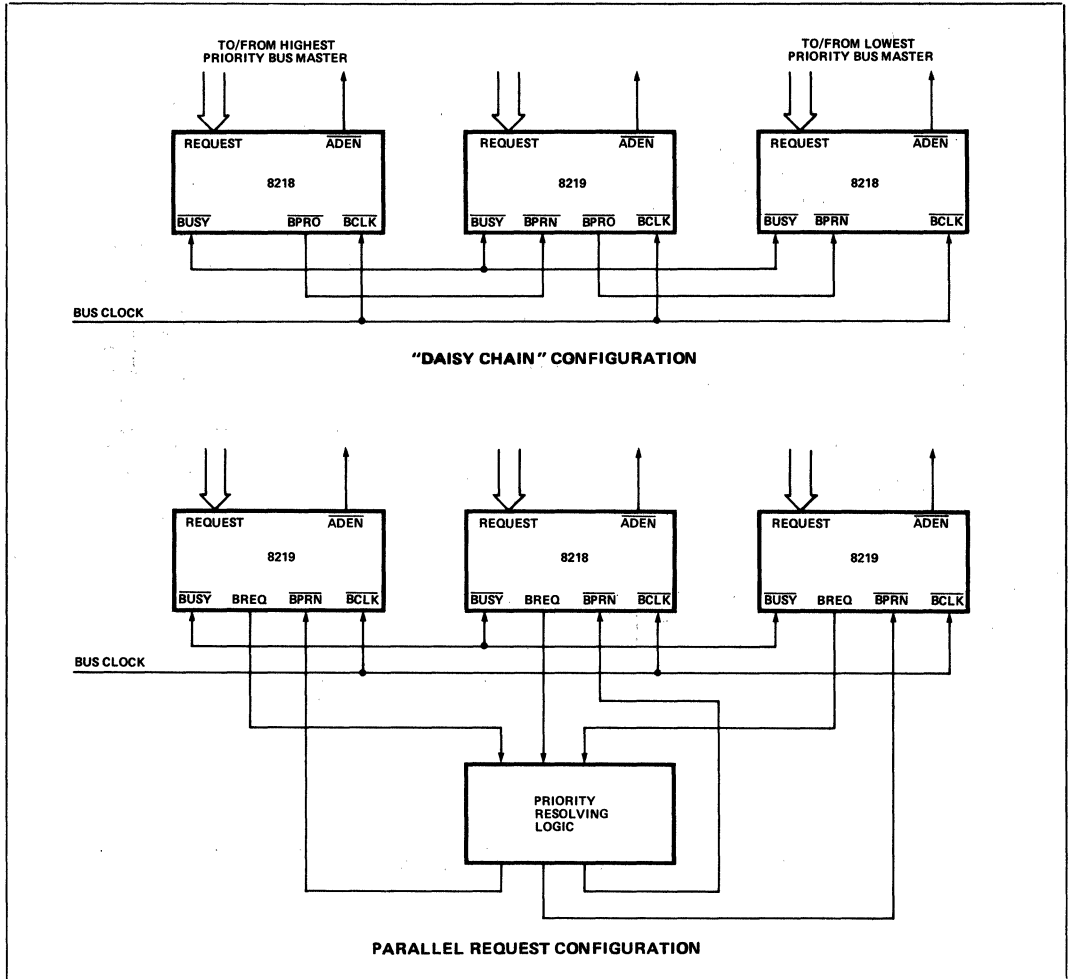 TO/FROM HIGHEST
PRIORITY BUS MASTER
TO/FROM LOWEST
PRIORITY BUS MASTER
REQUEST ADEN
8218
BUSY BPRO BCLK
REQUEST ADEN
8219
BUSY BPRN BPRO BCLK
REQUEST ADEN
8218
BUSY BPRN BCLK
BUS CLOCK
"DAISY CHAIN" CONFIGURATION
REQUEST ADEN
8219
BUSY BREQ BPRN BCLK
REQUEST ADEN
8218
BUSY BREQ BPRN BCLK
REQUEST ADEN
8219
BUSY BREQ BPRN BCLK
BUS CLOCK
PRIORITY
RESOLVING
LOGIC
PARALLEL REQUEST CONFIGURATION